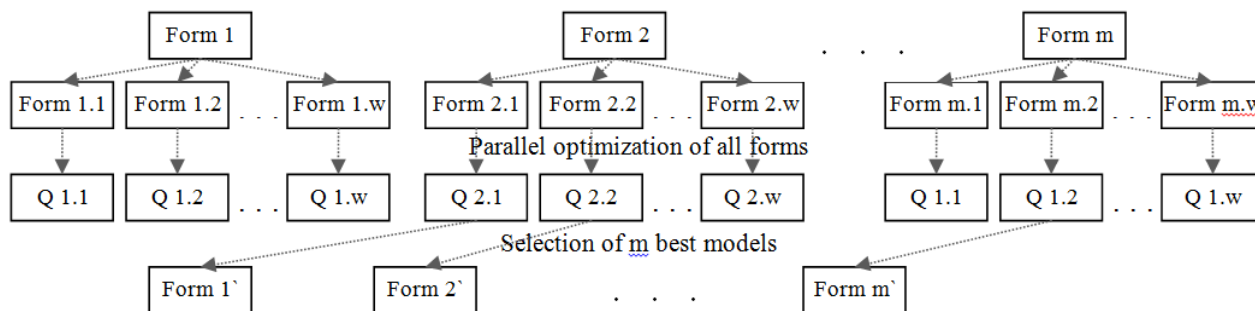 Form 1 Form 2 . . . Form m
Form 1.1 Form 1.2 . . . Form 1.w Form 2.1 Form 2.2 . . . Form 2.w Form m.1 Form m.2 . . . Form m.w
Parallel optimization of all forms
Q 1.1 Q 1.2 . . . Q 1.w Q 2.1 Q 2.2 . . . Q 2.w Q 1.1 Q 1.2 . . . Q 1.w
Selection of m best models
Form 1` Form 2` . . . Form m`